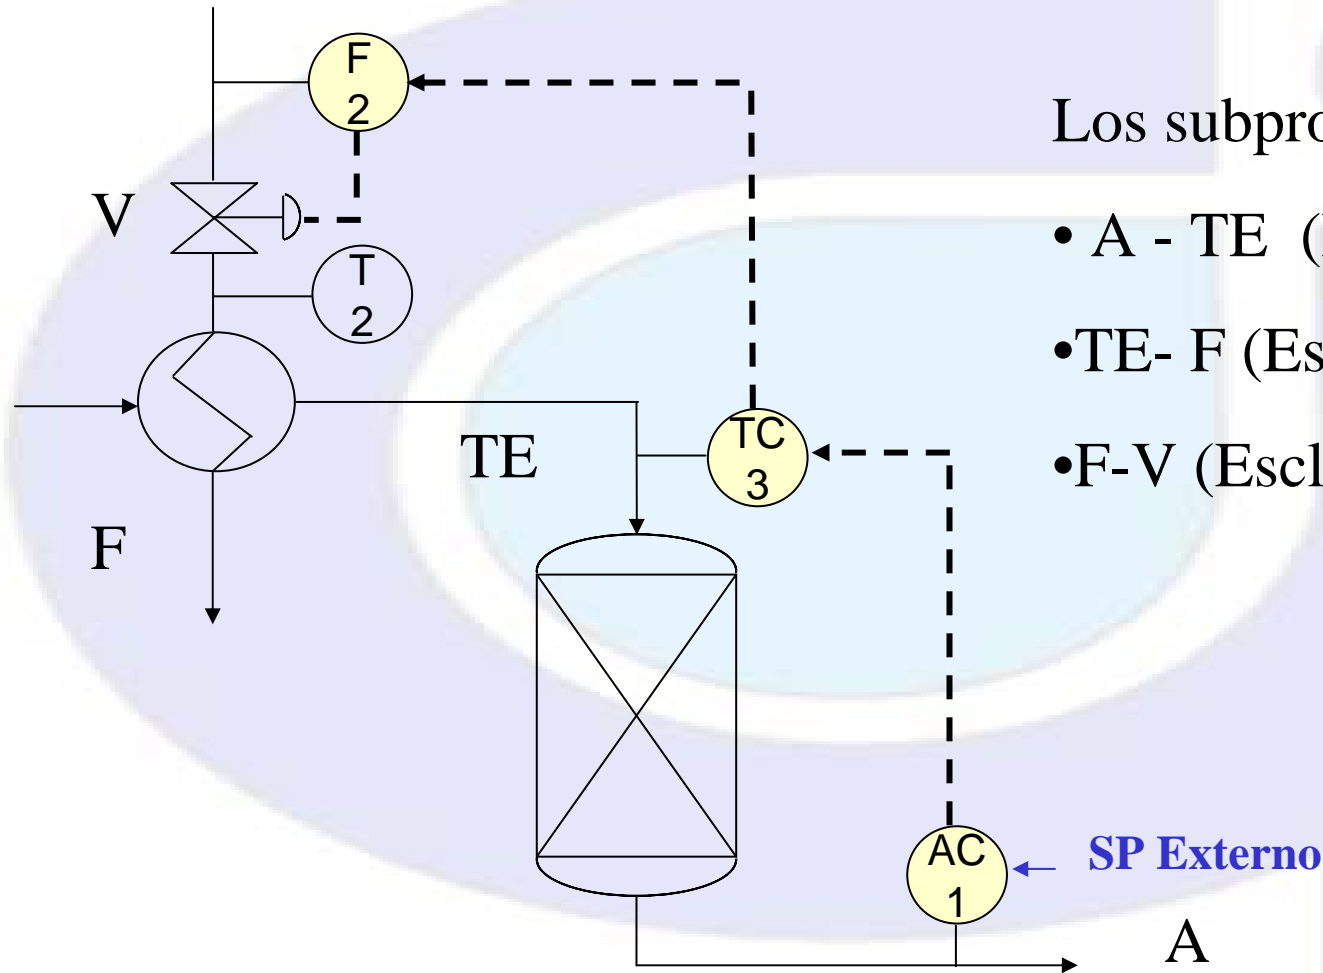 F
2
Los subpro
V
• A - TE (
T
2
•TE- F (Es
TC
3
TE
•F-V (Escl
F
AC
1
SP Externo
A